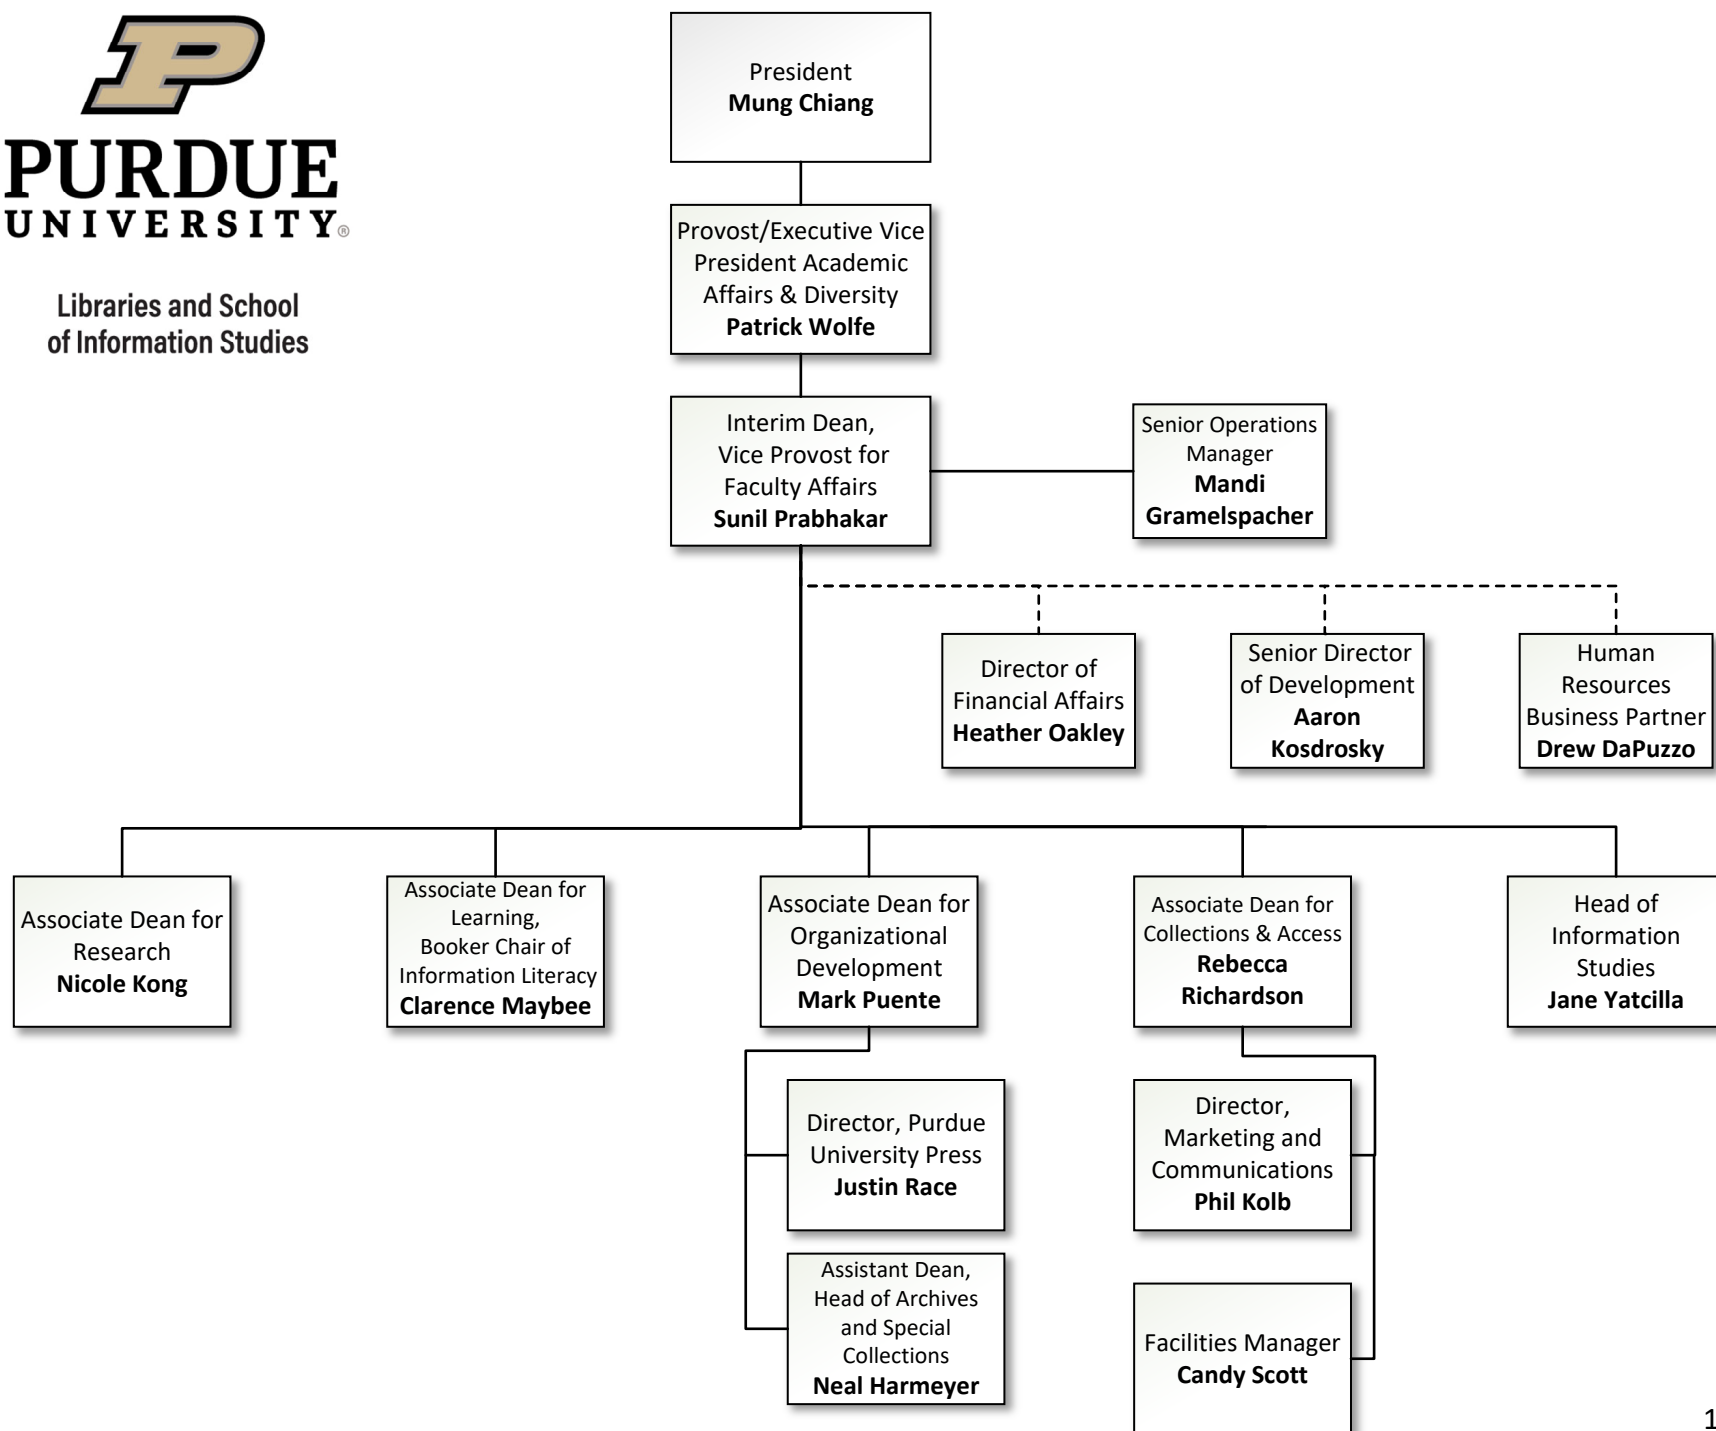 PURDUE
UNIVERSITY®
Libraries and School
of Information Studies
President
Mung Chiang
Provost/Executive Vice
President Academic
Affairs & Diversity
Patrick Wolfe
Interim Dean,
Vice Provost for
Faculty Affairs
Sunil Prabhakar
Senior Operations
Manager
Mandi
Gramelspacher
Director of
Financial Affairs
Heather Oakley
Senior Director
of Development
Aaron
Kosdrosky
Human
Resources
Business Partner
Drew DaPuzzo
Associate Dean for
Research
Nicole Kong
Associate Dean for
Learning,
Booker Chair of
Information Literacy
Clarence Maybee
Associate Dean for
Organizational
Development
Mark Puente
Associate Dean for
Collections & Access
Rebecca
Richardson
Head of
Information
Studies
Jane Yatcilla
Director, Purdue
University Press
Justin Race
Director,
Marketing and
Communications
Phil Kolb
Assistant Dean,
Head of Archives
and Special
Collections
Neal Harmeyer
Facilities Manager
Candy Scott
1